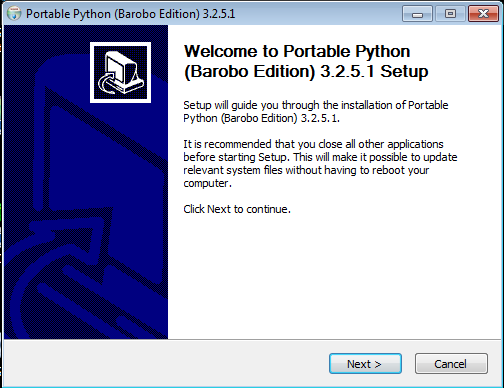 Portable Python (Barobo Edition) 3.2.5.1
Welcome to Portable Python
(Barobo Edition) 3.2.5.1 Setup
Setup will guide you through the installation of Portable
Python (Barobo Edition) 3.2.5.1.
It is recommended that you close all other applications
before starting Setup. This will make it possible to update
relevant system files without having to reboot your
computer.
Click Next to continue.
Next >
Cancel